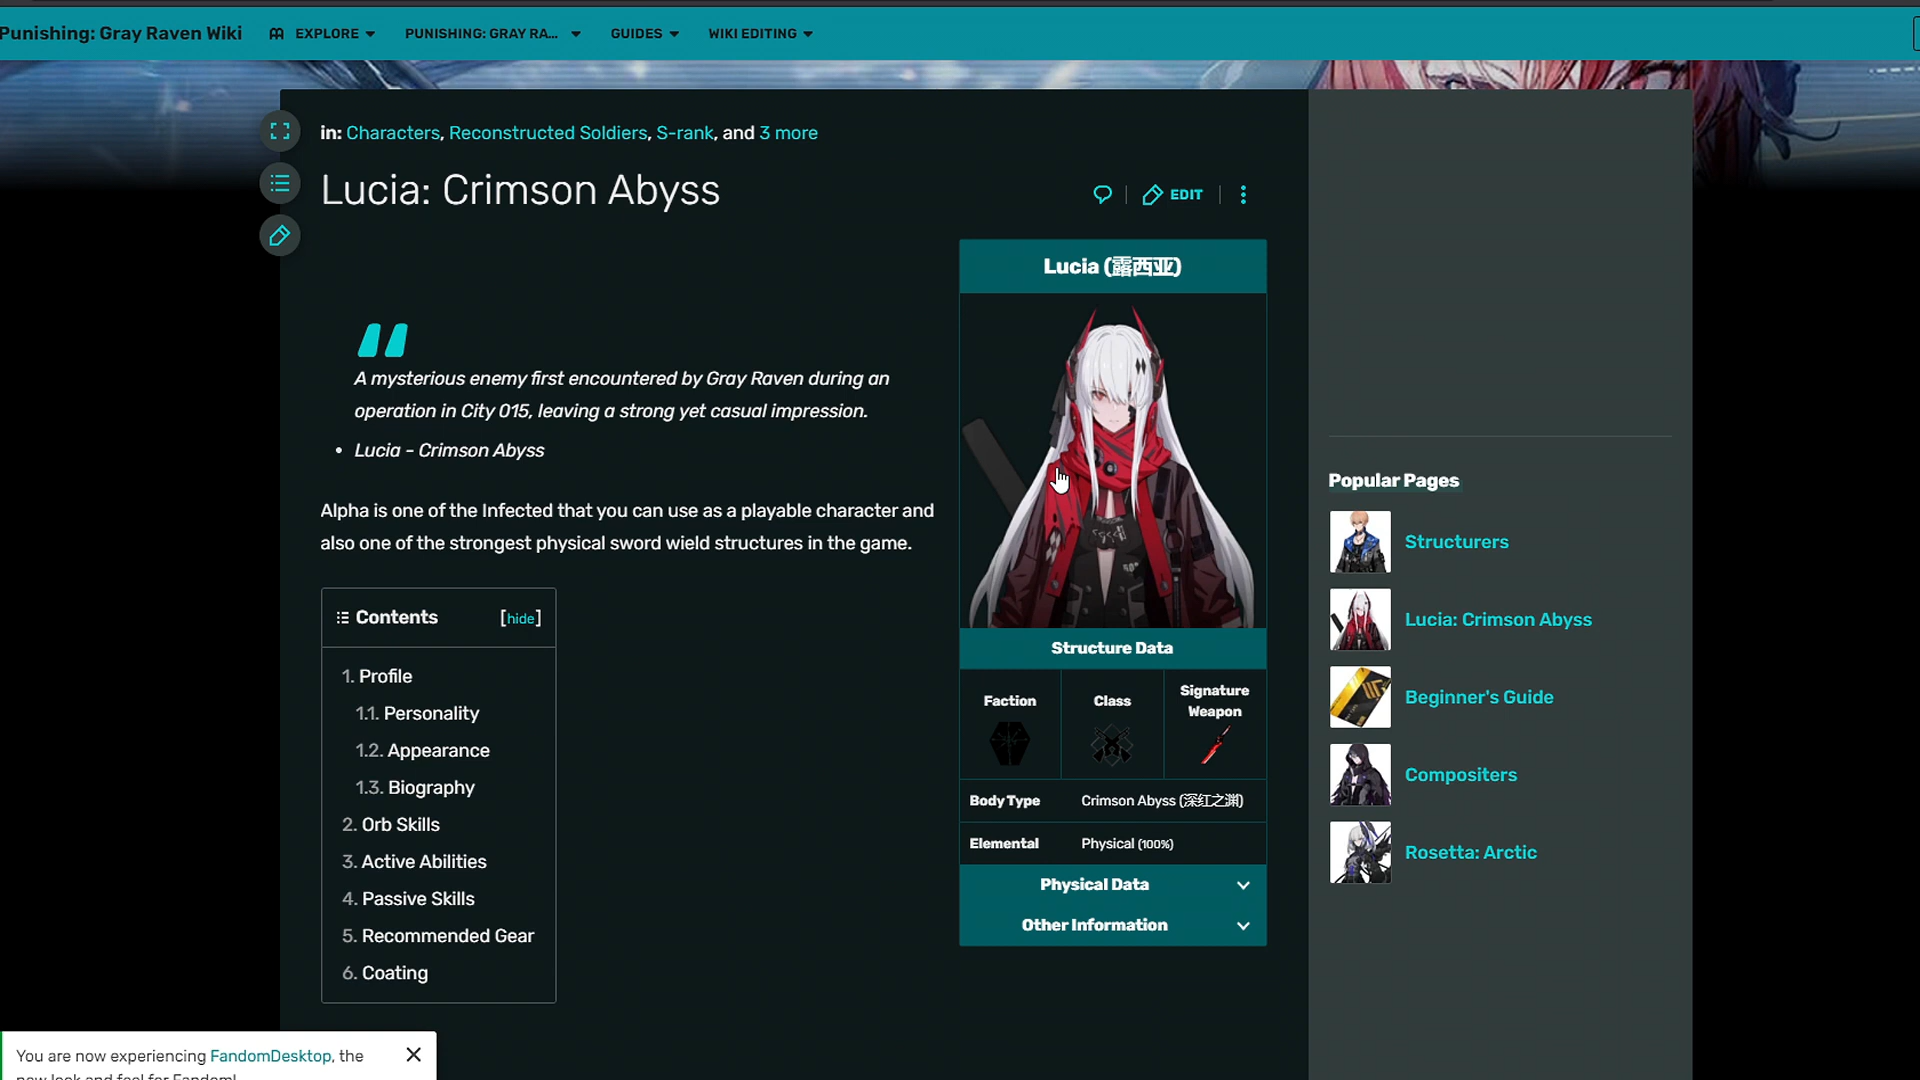 Punishing: Gray Raven Wiki
EXPLORE
PUNISHING: GRAY RA...
GUIDES
WIKI EDITING
in: Characters, Reconstructed Soldiers, S-rank, and 3 more
Lucia: Crimson Abyss
EDIT
A mysterious enemy first encountered by Gray Raven during an
operation in City 015, leaving a strong yet casual impression.
• Lucia - Crimson Abyss
Alpha is one of the Infected that you can use as a playable character and
also one of the strongest physical sword wield structures in the game.
Contents [hide]
1. Profile
1.1. Personality
1.2. Appearance
1.3. Biography
2. Orb Skills
3. Active Abilities
4. Passive Skills
5. Recommended Gear
6. Coating
Lucia (露西亚)
Structure Data
Faction
Class
Signature
Weapon
Body Type Crimson Abyss (深红之渊)
Elemental Physical (100%)
Physical Data
Other Information
Popular Pages
Structurers
Lucia: Crimson Abyss
Beginner's Guide
Compositers
Rosetta: Arctic
You are now experiencing FandomDesktop, the
new look and feel for Fandom!